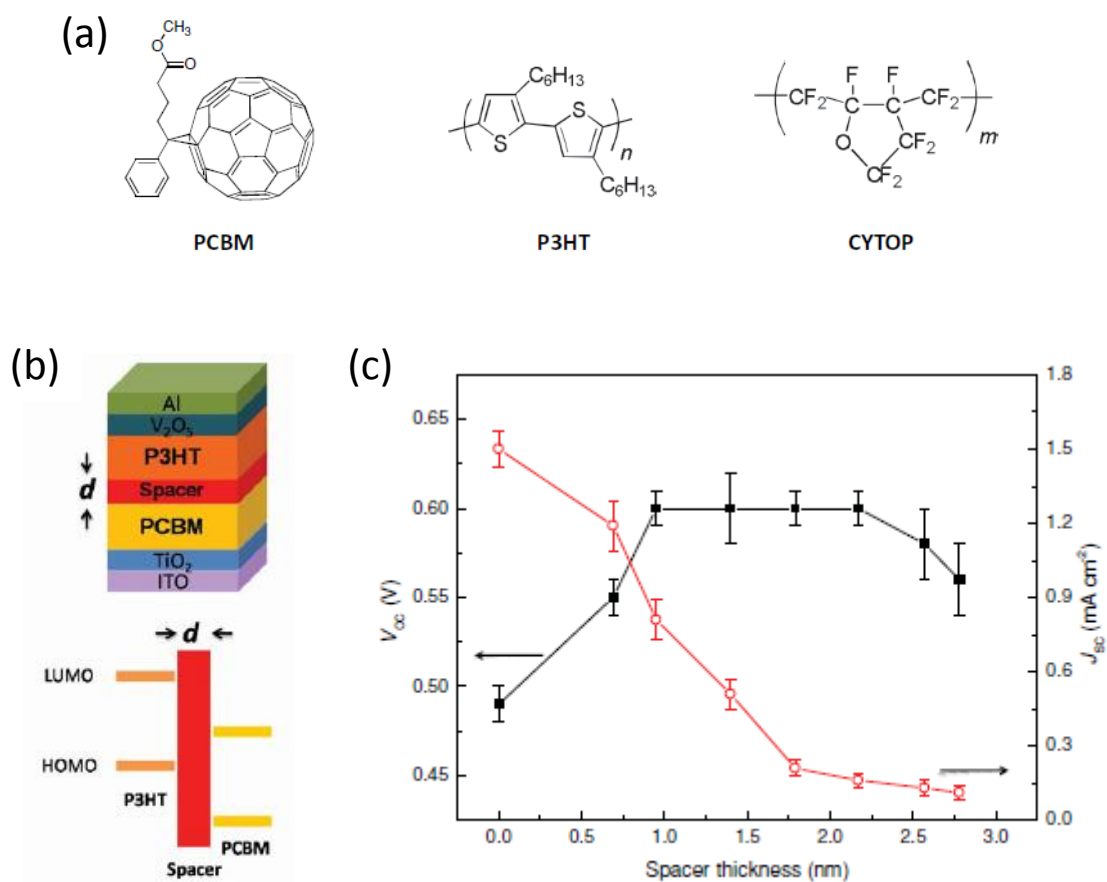 (a)
CH3
O
O
PCBM
C6H13
S
S
n
C6H13.
P3HT
F F
CF2 C C CF2
O CF2
CF2
m
CYTOP
(b)
Al
V2O5
P3HT
d
Spacer
PCBM
TiO2
ITO
d
LUMO
HOMO
P3HT
PCBM
Spacer
(c)
VOC (V)
0.65
0.60
0.55
0.50
0.45
0.0 0.5 1.0 1.5 2.0 2.5 3.0
Spacer thickness (nm)
1.8
1.5
1.2
0.9
0.6
0.3
0.0
JSC (mA cm-2)